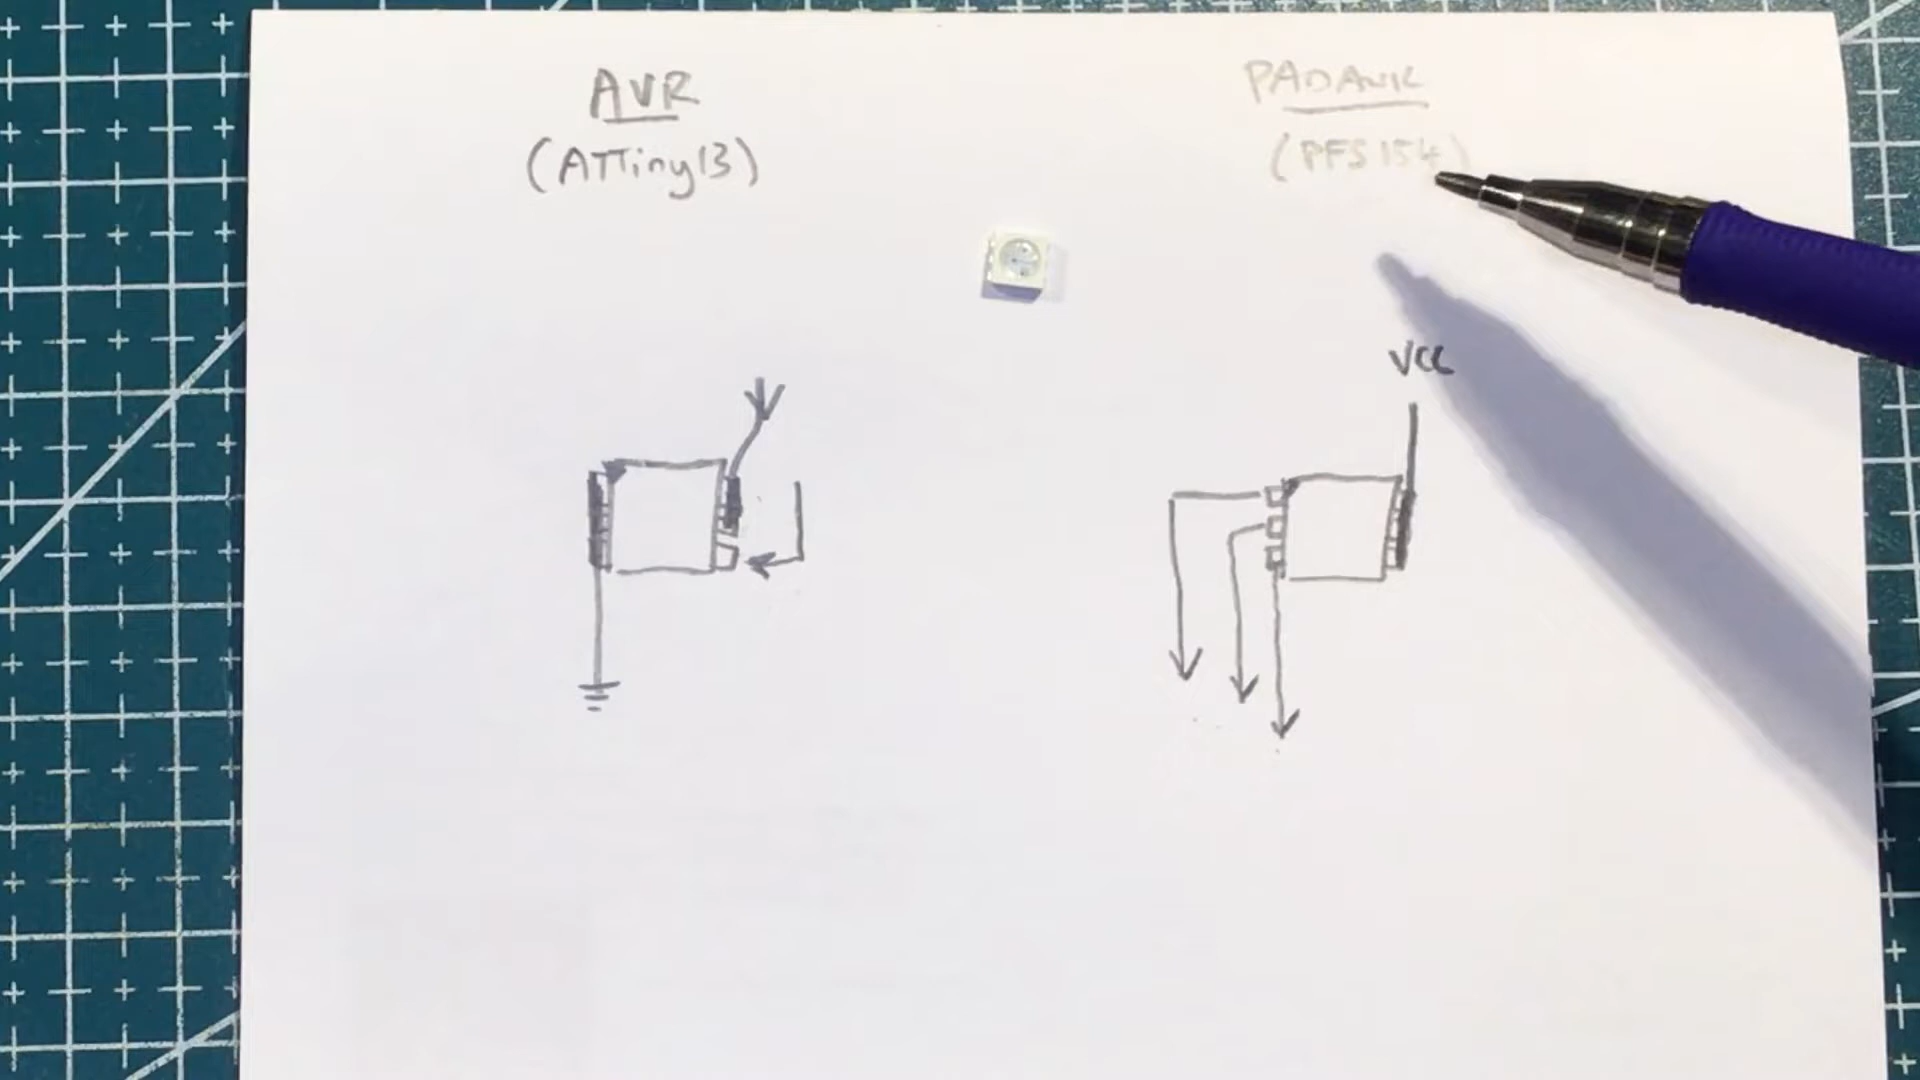 AVR
(ATTiny13)
PADAUK
(PFS154)
VCC